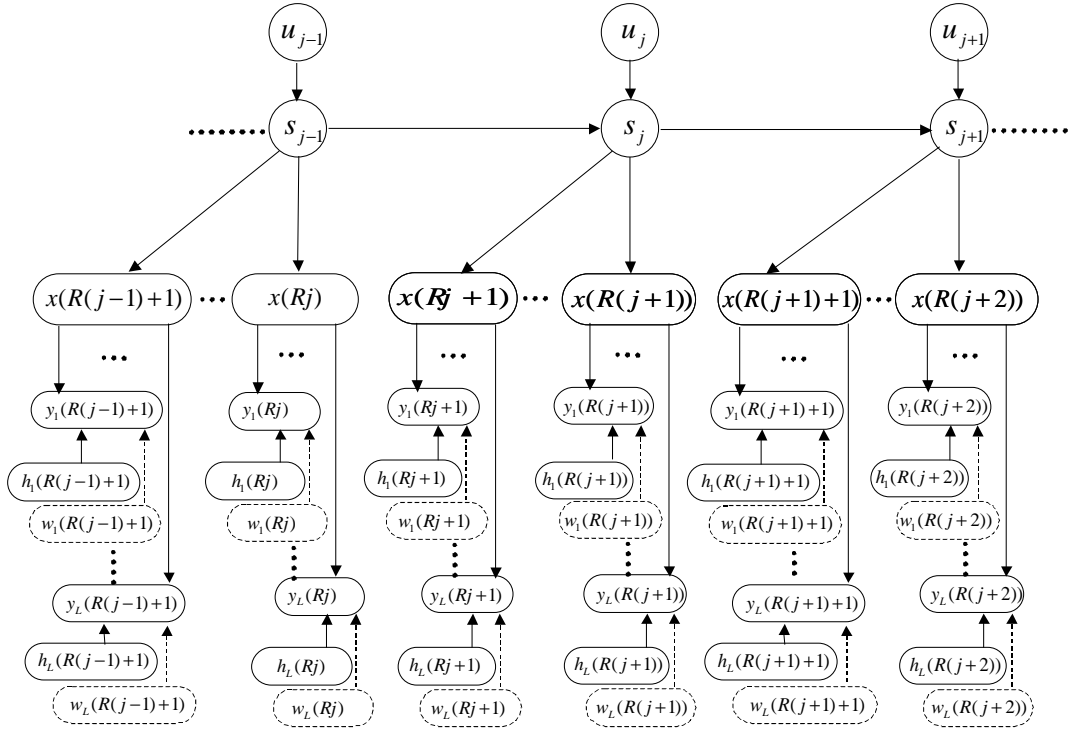 u_{j−1} u_j u_{j+1}
s_{j−1} s_j s_{j+1}
x(R(j−1)+1) ... x(Rj) x(Rj +1) ... x(R(j+1)) x(R(j+1)+1) ... x(R(j+2))
y_1(R(j−1)+1) y_1(Rj) y_1(Rj+1) y_1(R(j+1)) y_1(R(j+1)+1) y_1(R(j+2))
h_1(R(j−1)+1) h_1(Rj) h_1(Rj+1) h_1(R(j+1)) h_1(R(j+1)+1) h_1(R(j+2))
w_1(R(j−1)+1) w_1(Rj) w_1(Rj+1) w_1(R(j+1)) w_1(R(j+1)+1) w_1(R(j+2))
y_L(R(j−1)+1) y_L(Rj) y_L(Rj+1) y_L(R(j+1)) y_L(R(j+1)+1) y_L(R(j+2))
h_L(R(j−1)+1) h_L(Rj) h_L(Rj+1) h_L(R(j+1)) h_L(R(j+1)+1) h_L(R(j+2))
w_L(R(j−1)+1) w_L(Rj) w_L(Rj+1) w_L(R(j+1)) w_L(R(j+1)+1) w_L(R(j+2))